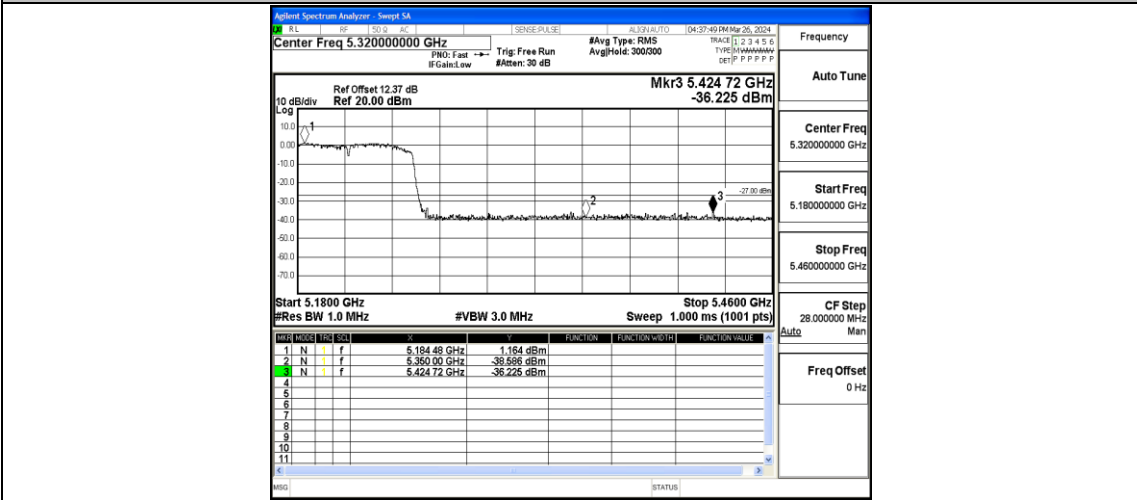 Agilent Spectrum Analyzer - Swept SA
RL RF 50 Ω AC SENSE:PULSE ALIGN AUTO 04:37:49 PM Mar 26, 2024
Center Freq 5.320000000 GHz
PNO: Fast
IFGain:Low
Trig: Free Run
#Atten: 30 dB
#Avg Type: RMS
Avg|Hold: 300/300
TRACE 1 2 3 4 5 6
TYPE MWWWWW
DET P P P P P P
Mkr3 5.424 72 GHz
-36.225 dBm
Ref Offset 12.37 dB
10 dB/div Ref 20.00 dBm
Log
10.0
0.00
-10.0
-20.0
-30.0
-40.0
-50.0
-60.0
-70.0
1
2
3
-27.00 dBm
Start 5.1800 GHz Stop 5.4600 GHz
#Res BW 1.0 MHz #VBW 3.0 MHz Sweep 1.000 ms (1001 pts)
MKR MODE TRC SCL X Y FUNCTION FUNCTION WIDTH FUNCTION VALUE
1 N 1 f 5.184 48 GHz 1.164 dBm
2 N 1 f 5.350 00 GHz -38.586 dBm
3 N 1 f 5.424 72 GHz -36.225 dBm
4
5
6
7
8
9
10
11
MSG STATUS
Frequency
Auto Tune
Center Freq
5.320000000 GHz
Start Freq
5.180000000 GHz
Stop Freq
5.460000000 GHz
CF Step
28.000000 MHz
Auto Man
Freq Offset
0 Hz